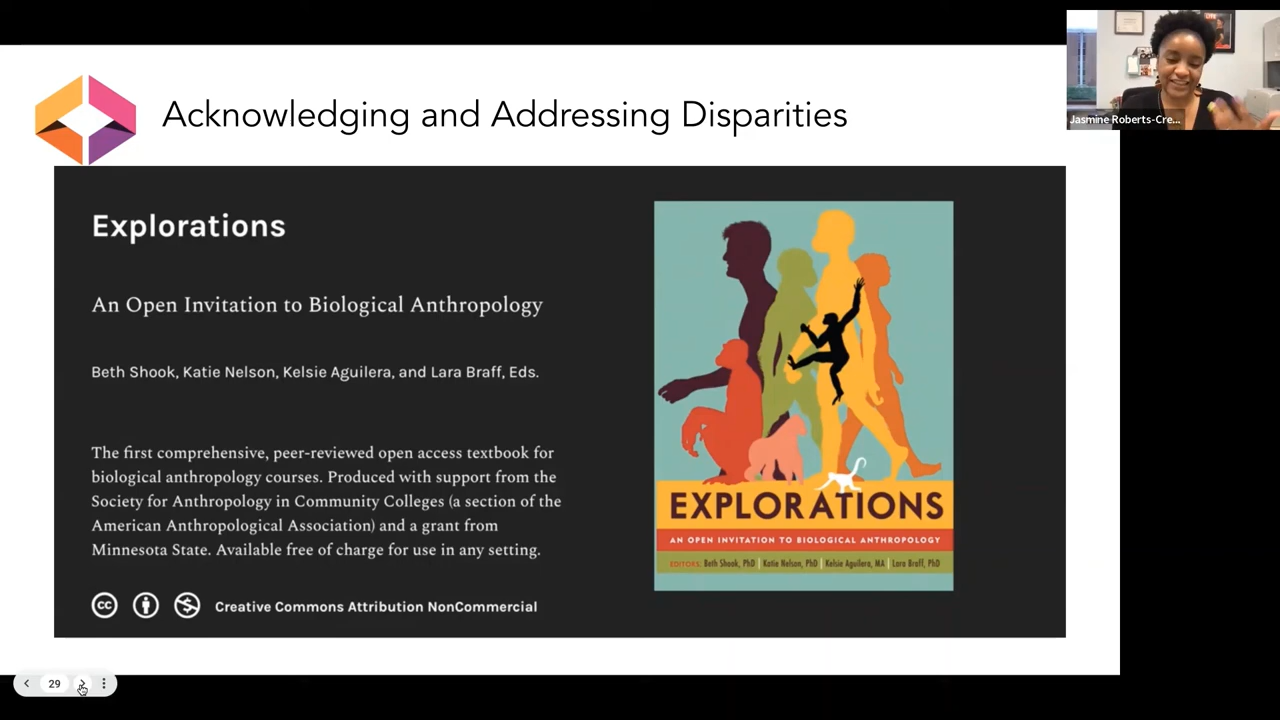 Acknowledging and Addressing Disparities
Jasmine Roberts-Cre...
Explorations
An Open Invitation to Biological Anthropology
Beth Shook, Katie Nelson, Kelsie Aguilera, and Lara Braff, Eds.
The first comprehensive, peer-reviewed open access textbook for
biological anthropology courses. Produced with support from the
Society for Anthropology in Community Colleges (a section of the
American Anthropological Association) and a grant from
Minnesota State. Available free of charge for use in any setting.
cc
Creative Commons Attribution NonCommercial
EXPLORATIONS
AN OPEN INVITATION TO BIOLOGICAL ANTHROPOLOGY
EDITORS: Beth Shook, PhD | Katie Nelson, PhD | Kelsie Aguilera, MA | Lara Braff, PhD
29